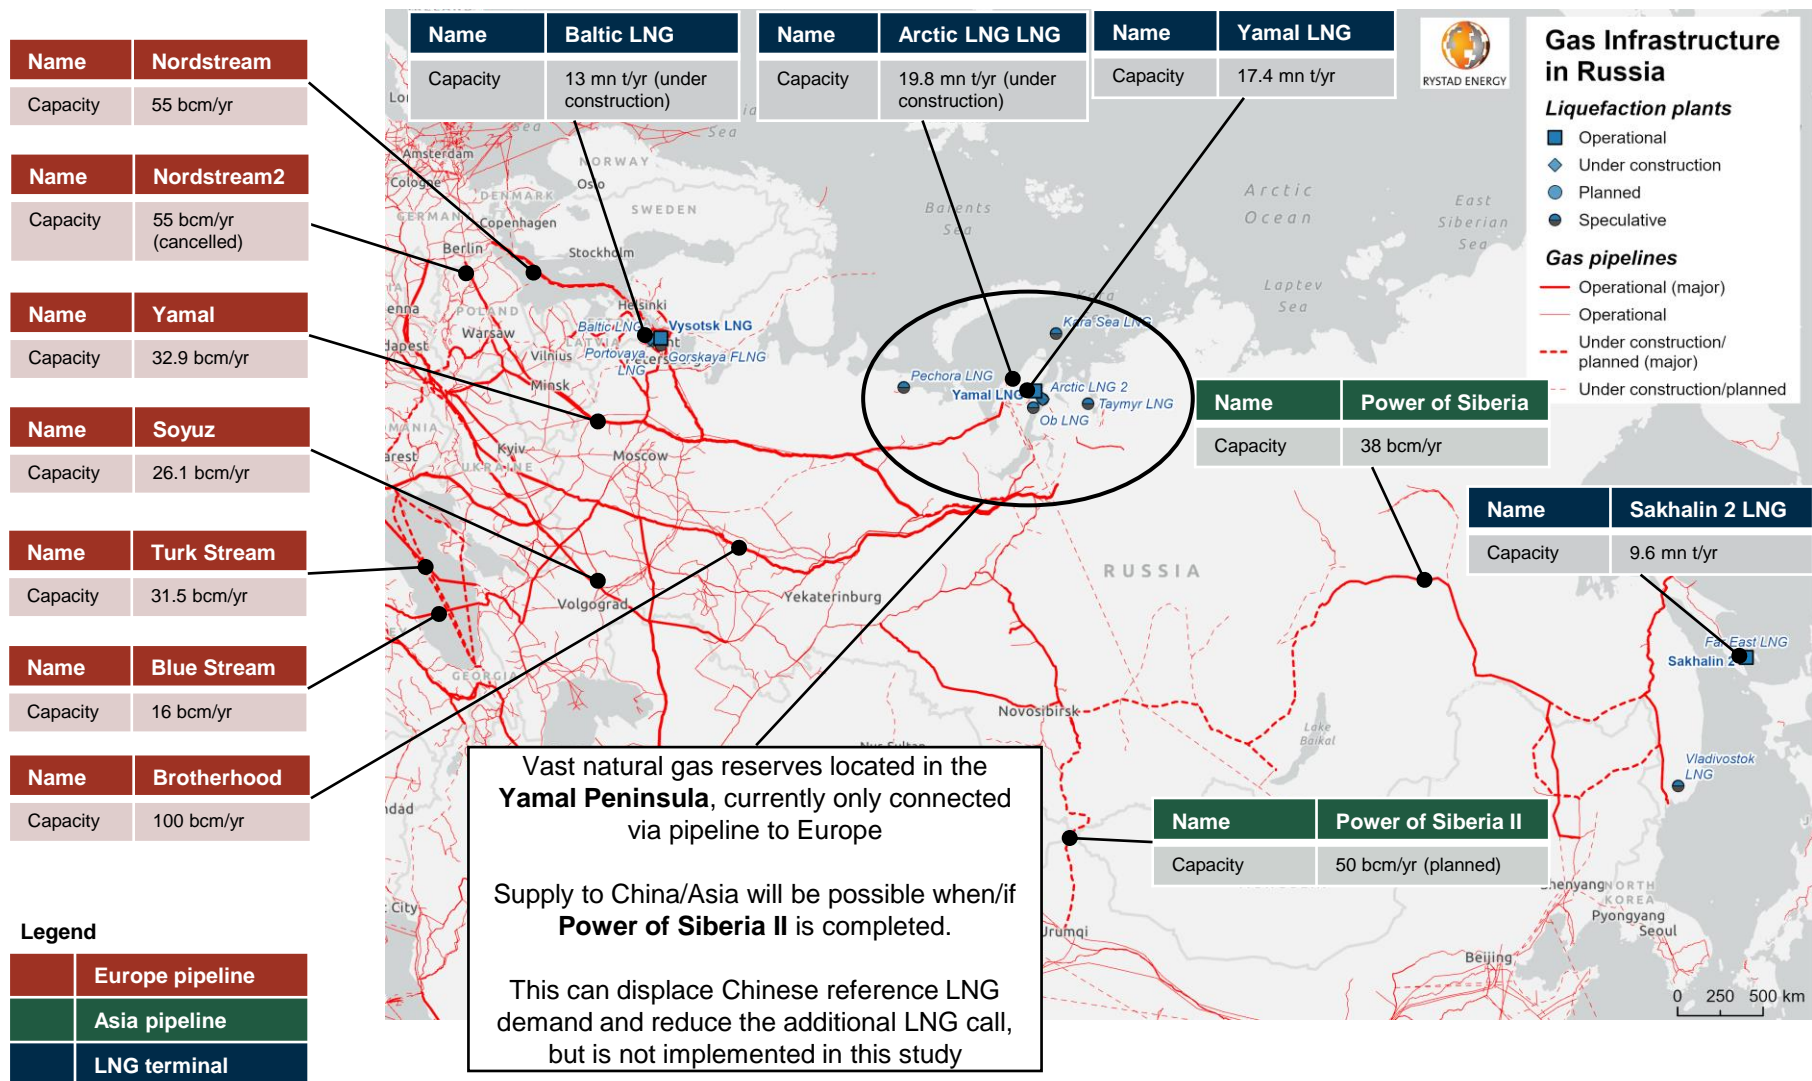 Name Nordstream
Capacity 55 bcm/yr
Name Nordstream2
Capacity 55 bcm/yr
(cancelled)
Name Yamal
Capacity 32.9 bcm/yr
Name Soyuz
Capacity 26.1 bcm/yr
Name Turk Stream
Capacity 31.5 bcm/yr
Name Blue Stream
Capacity 16 bcm/yr
Name Brotherhood
Capacity 100 bcm/yr
Legend
Europe pipeline
Asia pipeline
LNG terminal
Name Baltic LNG
Capacity 13 mn t/yr (under
construction)
Name Arctic LNG LNG
Capacity 19.8 mn t/yr (under
construction)
Name Yamal LNG
Capacity 17.4 mn t/yr
RYSTAD ENERGY
Gas Infrastructure
in Russia
Liquefaction plants
Operational
Under construction
Planned
Speculative
Gas pipelines
Operational (major)
Operational
Under construction/
planned (major)
Under construction/planned
Name Power of Siberia
Capacity 38 bcm/yr
Name Sakhalin 2 LNG
Capacity 9.6 mn t/yr
Name Power of Siberia II
Capacity 50 bcm/yr (planned)
Vast natural gas reserves located in the
Yamal Peninsula, currently only connected
via pipeline to Europe
Supply to China/Asia will be possible when/if
Power of Siberia II is completed.
This can displace Chinese reference LNG
demand and reduce the additional LNG call,
but is not implemented in this study
Sea
Amsterdam
Cologne
NORWAY
Oslo
DENMARK
SWEDEN
Copenhagen
Berlin
Stockholm
Helsinki
POLAND
Warsaw
LATVIA
Vilnius
Minsk
Baltic LNG
Vysotsk LNG
Portovaya
LNG
Gorskaya FLNG
Kyiv
UKRAINE
Moscow
Volgograd
Yekaterinburg
GEORGIA
Barents
Sea
Arctic
Ocean
East
Siberian
Sea
Laptev
Sea
Kara
Kara Sea LNG
Pechora LNG
Yamal LNG
Arctic LNG 2
Taymyr LNG
Ob LNG
RUSSIA
Novosibirsk
Lake
Baikal
Far East LNG
Sakhalin 2
Vladivostok
LNG
Urumqi
Beijing
NORTH
KOREA
Pyongyang
Seoul
0 250 500 km